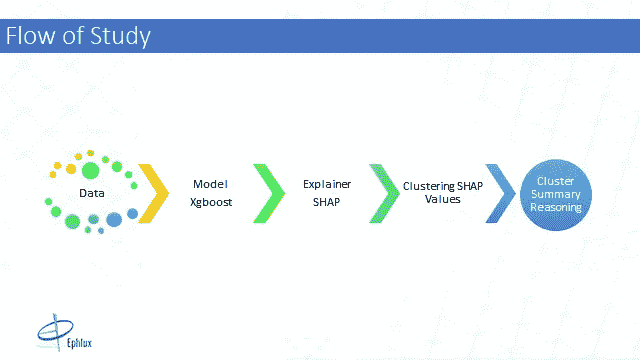 Flow of Study
Data
Model
Xgboost
Explainer
SHAP
Clustering SHAP
Values
Cluster
Summary
Reasoning
Ephlux